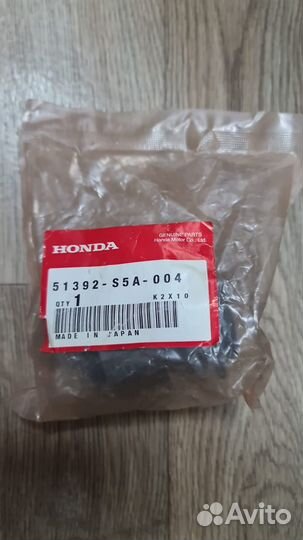 GENUINE PARTS
Honda Motor Co., Ltd.
HONDA
51392-S5A-004
QTY 1 K2X10
MADE IN JAPAN
Avito